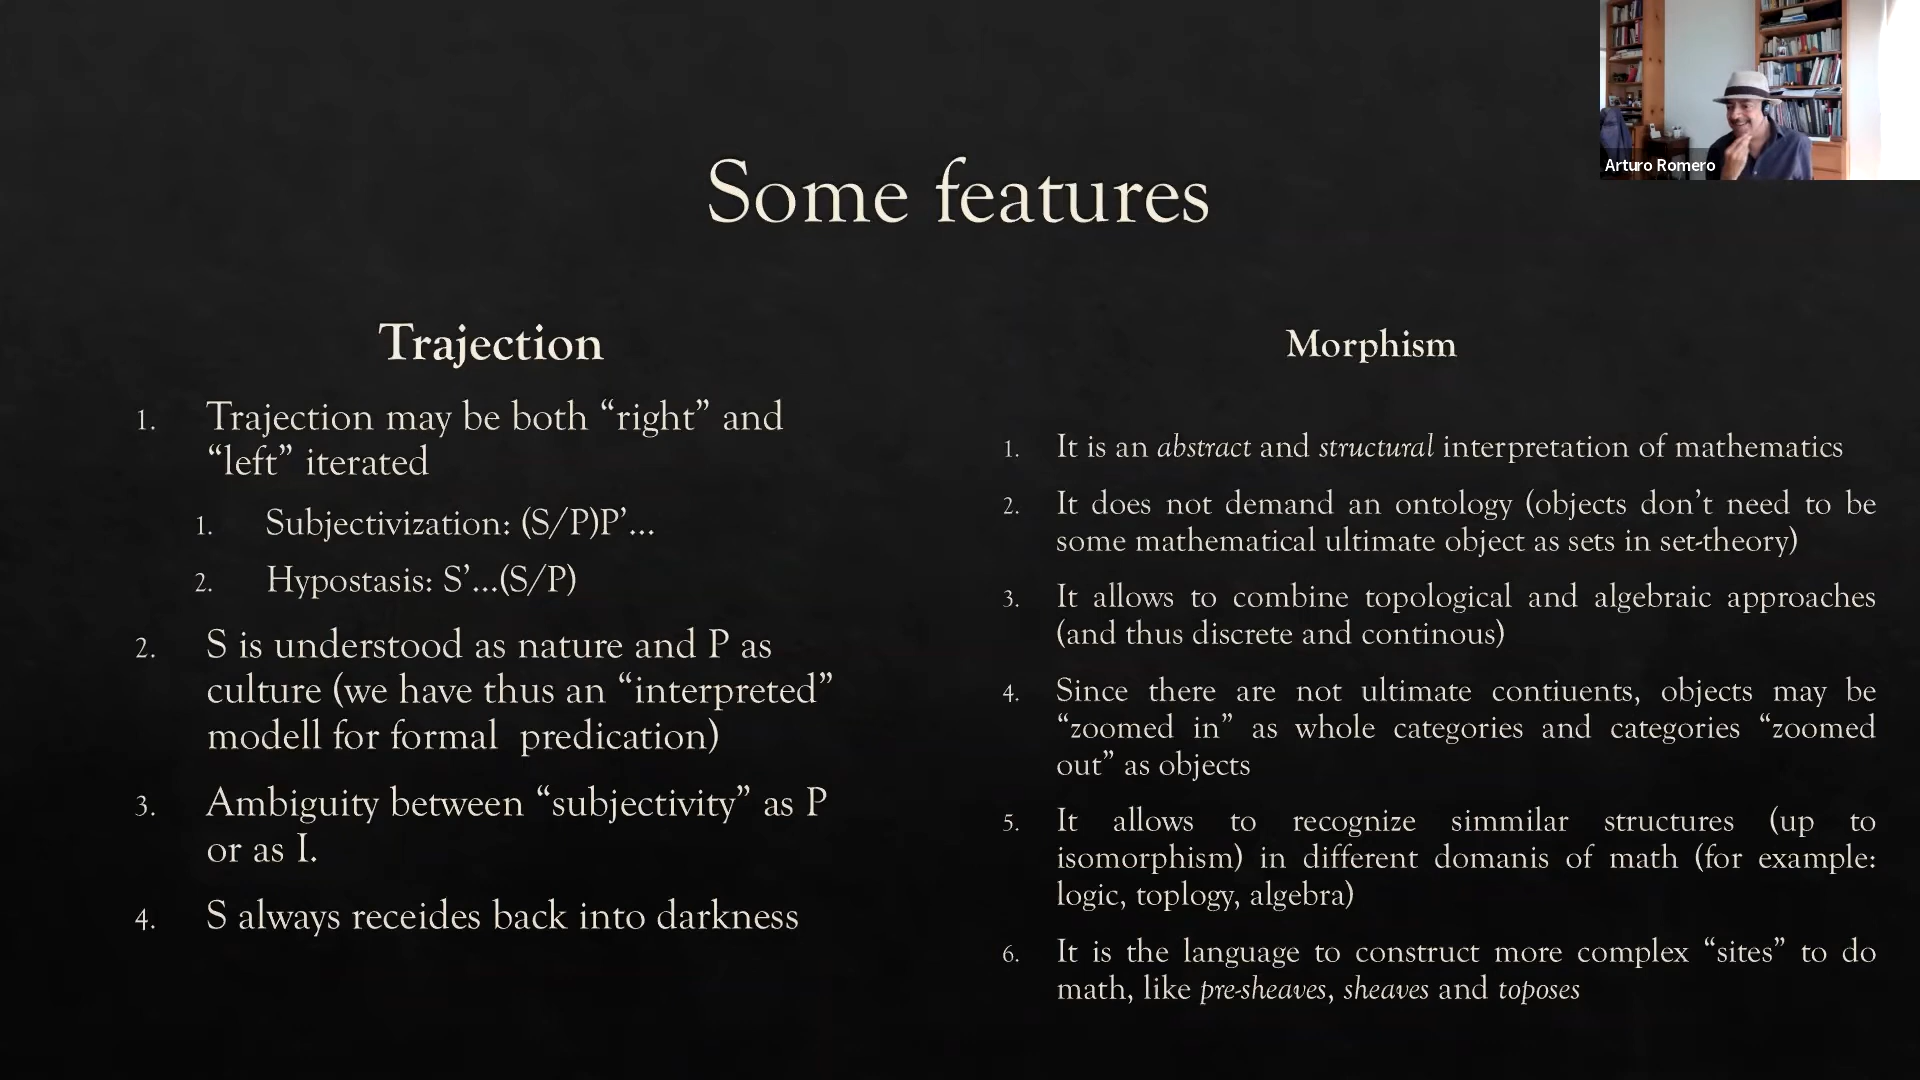 Arturo Romero
Some features
Trajection
1. Trajection may be both “right” and
“left” iterated
1. Subjectivization: (S/P)P’...
2. Hypostasis: S’...(S/P)
2. S is understood as nature and P as
culture (we have thus an “interpreted”
modell for formal predication)
3. Ambiguity between “subjectivity” as P
or as I.
4. S always receides back into darkness
Morphism
1. It is an abstract and structural interpretation of mathematics
2. It does not demand an ontology (objects don’t need to be
some mathematical ultimate object as sets in set-theory)
3. It allows to combine topological and algebraic approaches
(and thus discrete and continous)
4. Since there are not ultimate contiuents, objects may be
“zoomed in” as whole categories and categories “zoomed
out” as objects
5. It allows to recognize simmilar structures (up to
isomorphism) in different domanis of math (for example:
logic, toplogy, algebra)
6. It is the language to construct more complex “sites” to do
math, like pre-sheaves, sheaves and toposes